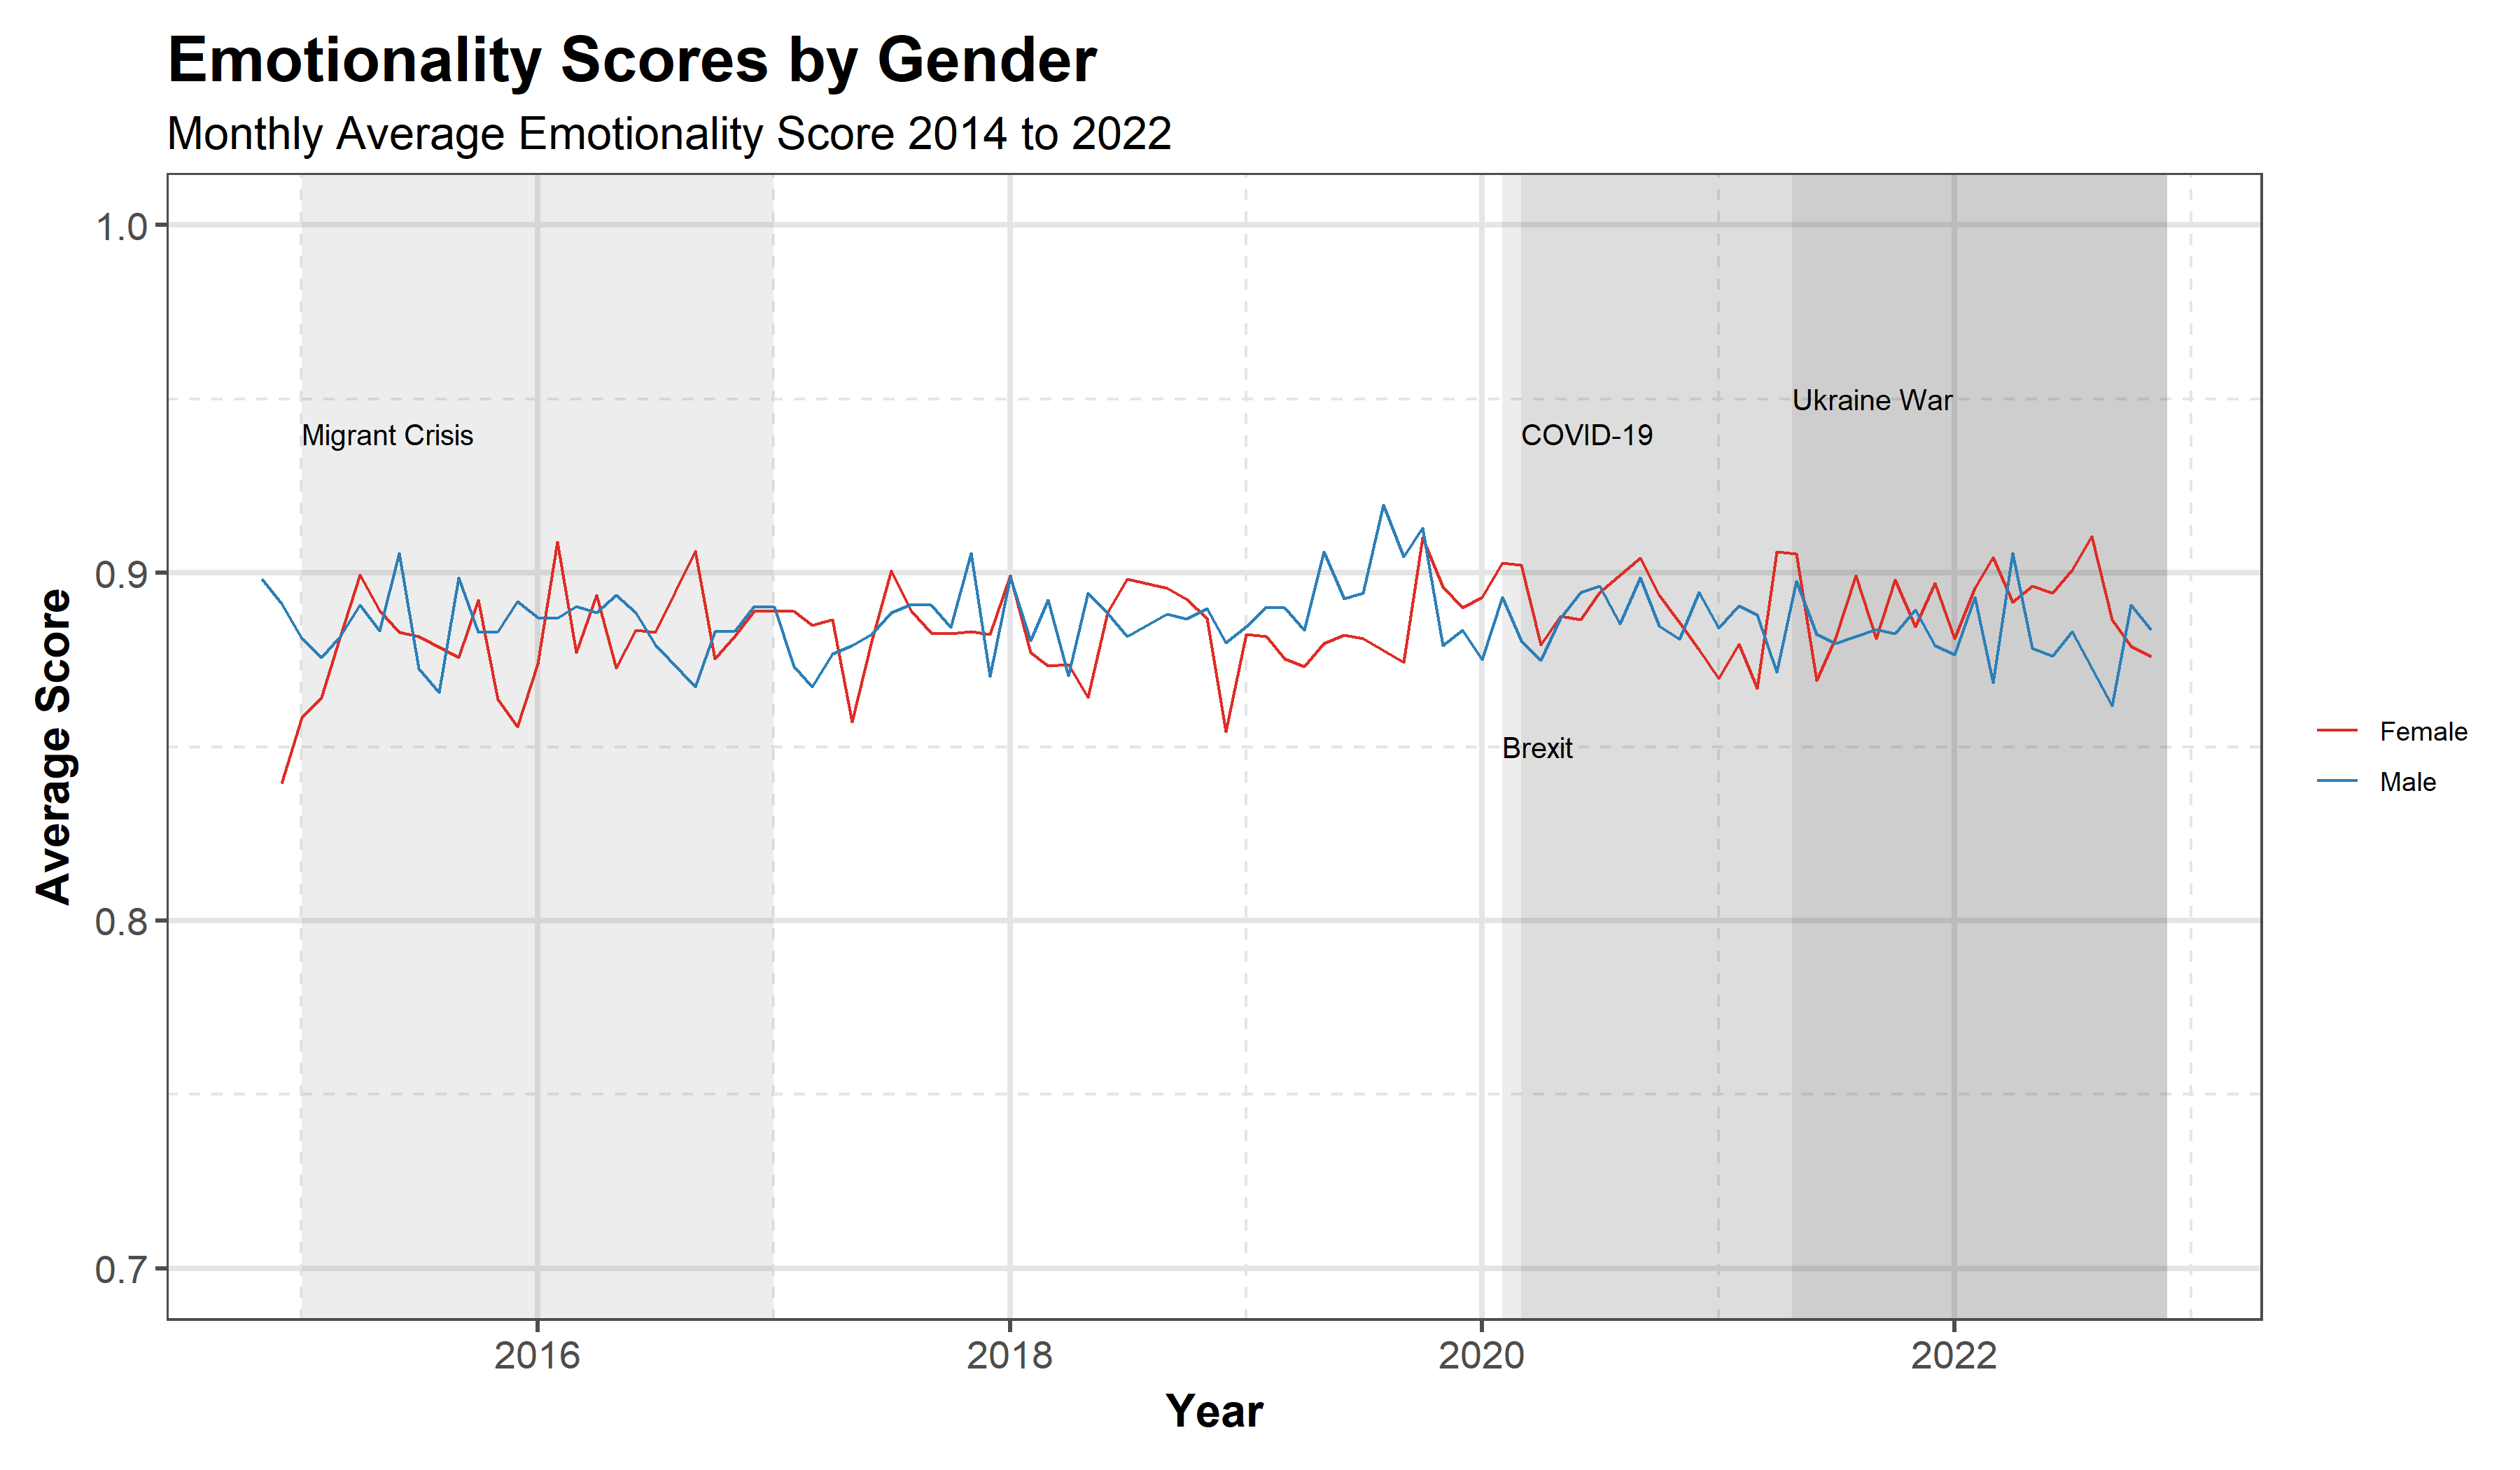 Emotionality Scores by Gender
Monthly Average Emotionality Score 2014 to 2022
1.0
0.9
0.8
0.7
Average Score
Migrant Crisis
Ukraine War
COVID-19
Brexit
Female
Male
2016
2018
2020
2022
Year